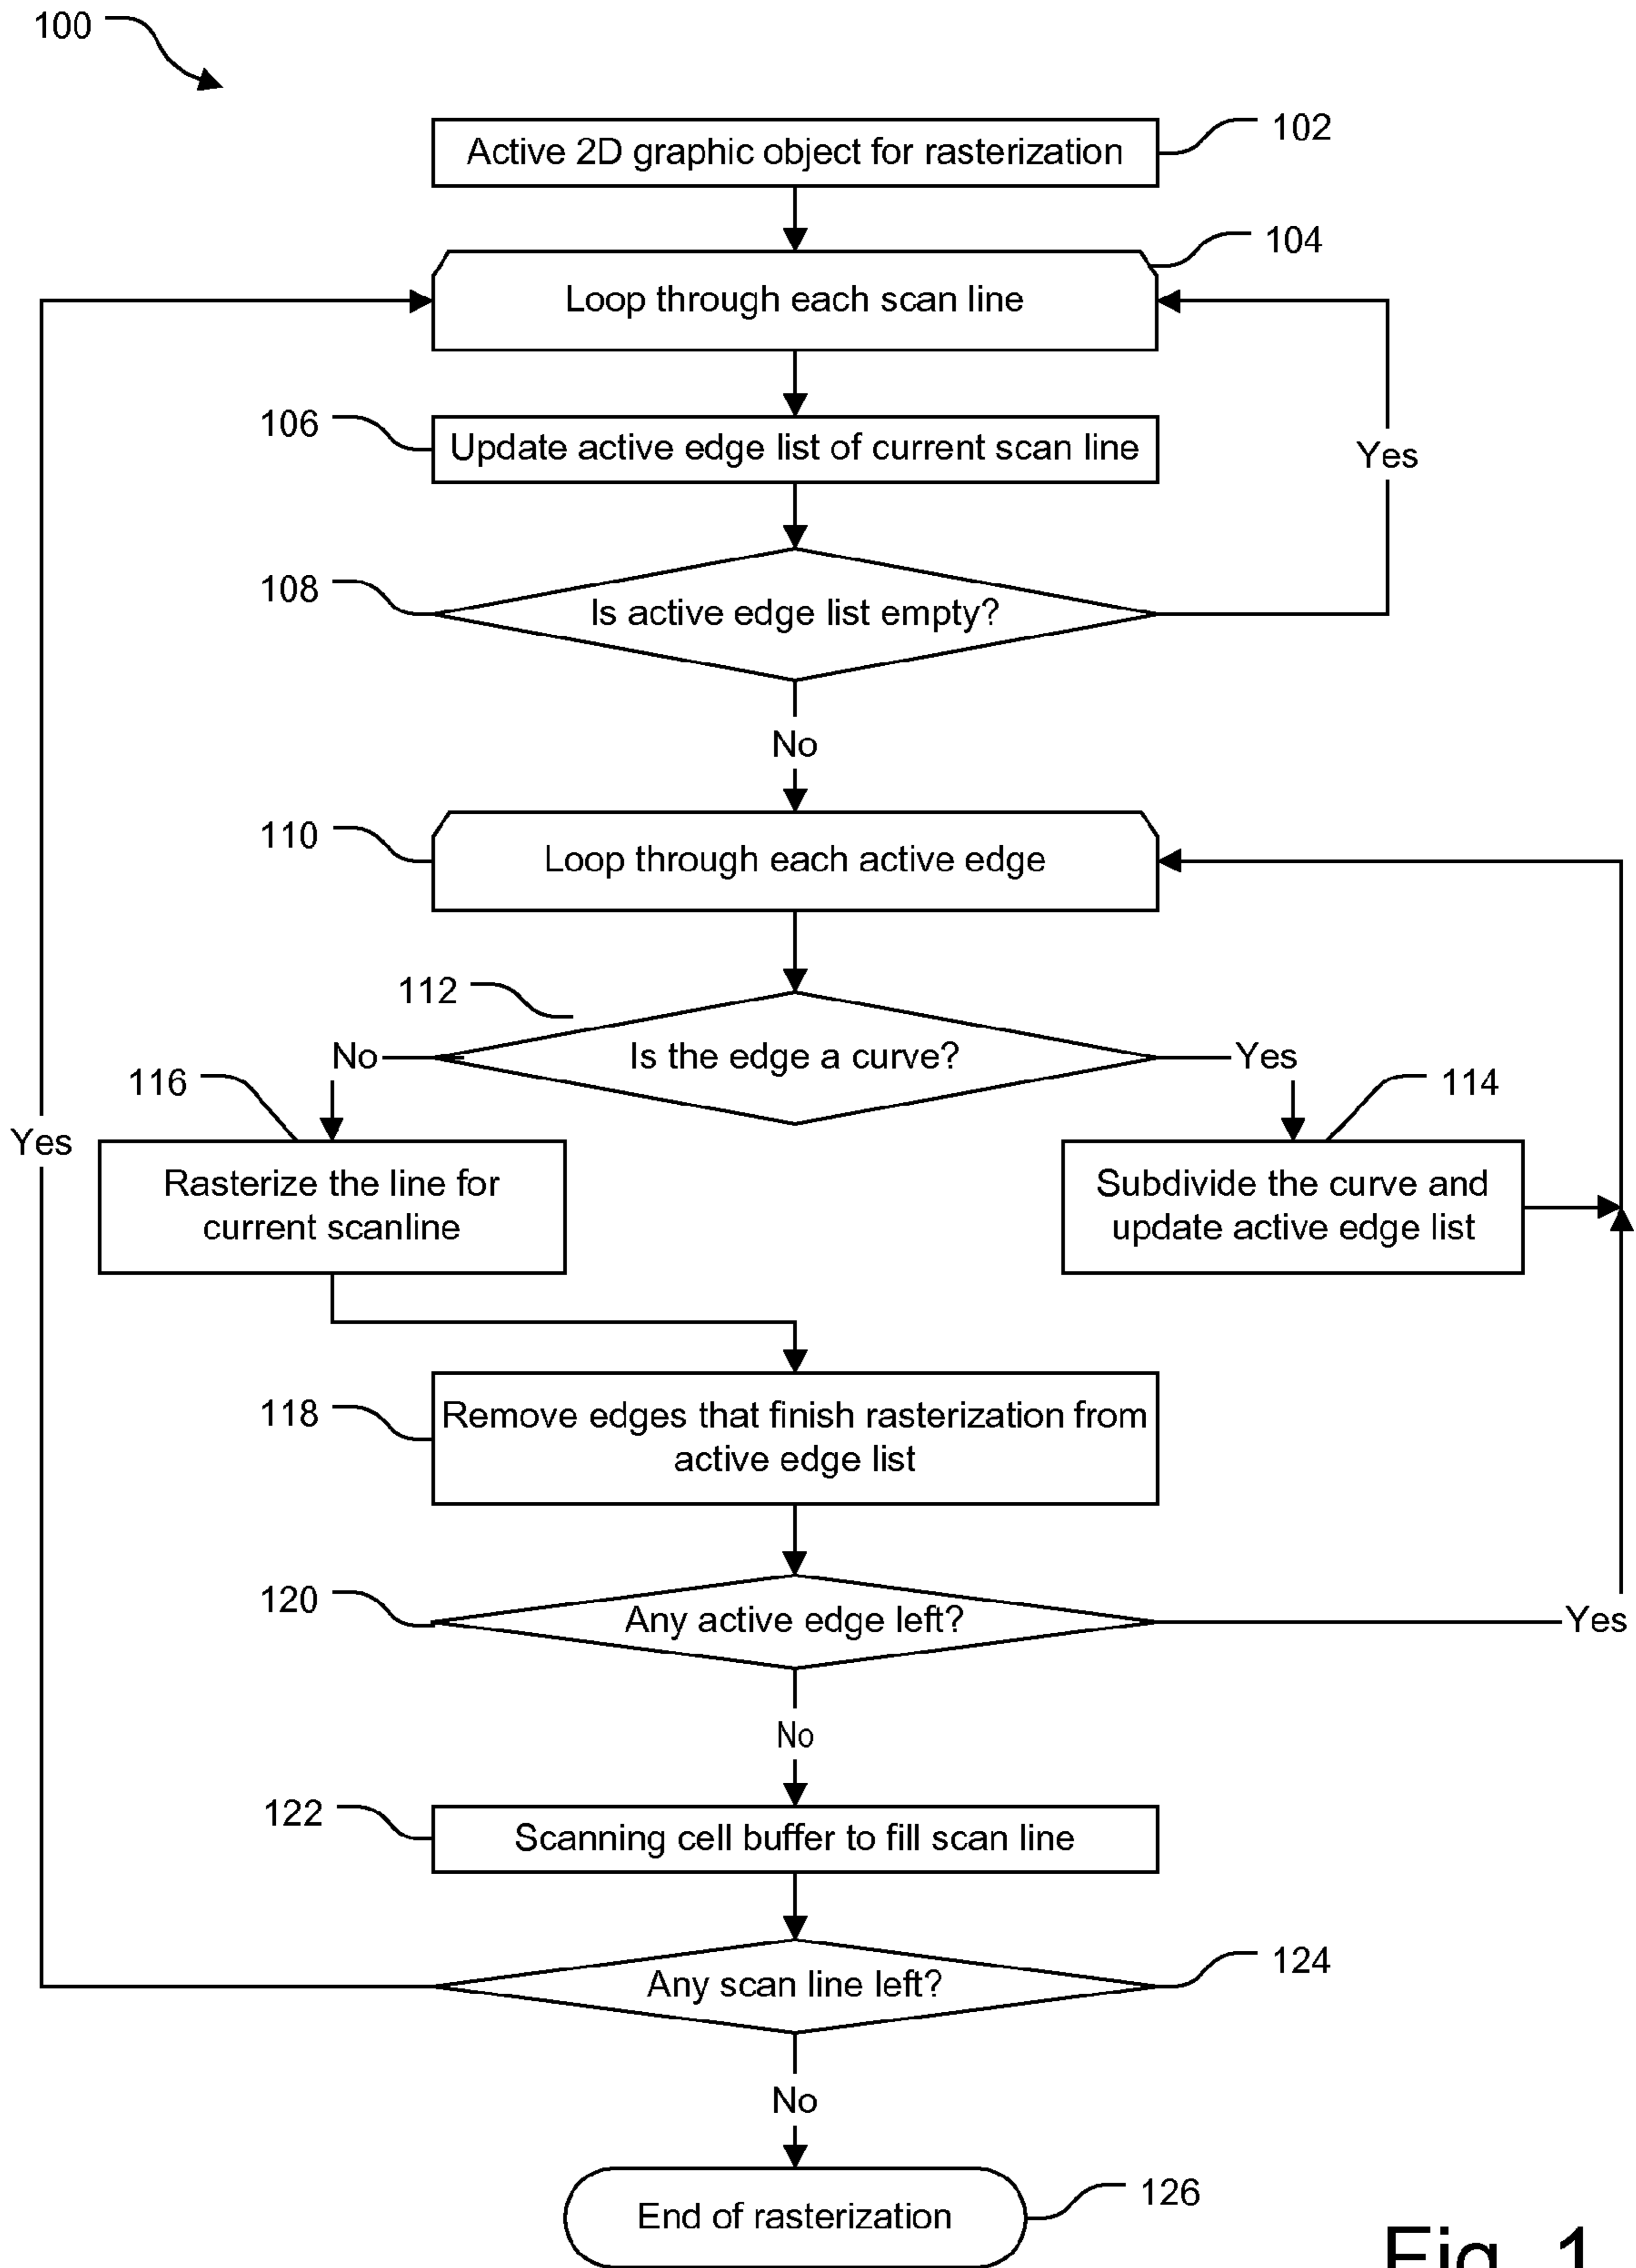 100
Active 2D graphic object for rasterization
102
Loop through each scan line
104
106
Update active edge list of current scan line
Yes
108
Is active edge list empty?
No
110
Loop through each active edge
112
Is the edge a curve?
No
Yes
116
114
Yes
Rasterize the line for
current scanline
Subdivide the curve and
update active edge list
118
Remove edges that finish rasterization from
active edge list
120
Any active edge left?
Yes
No
122
Scanning cell buffer to fill scan line
124
Any scan line left?
No
End of rasterization
126
Fig. 1